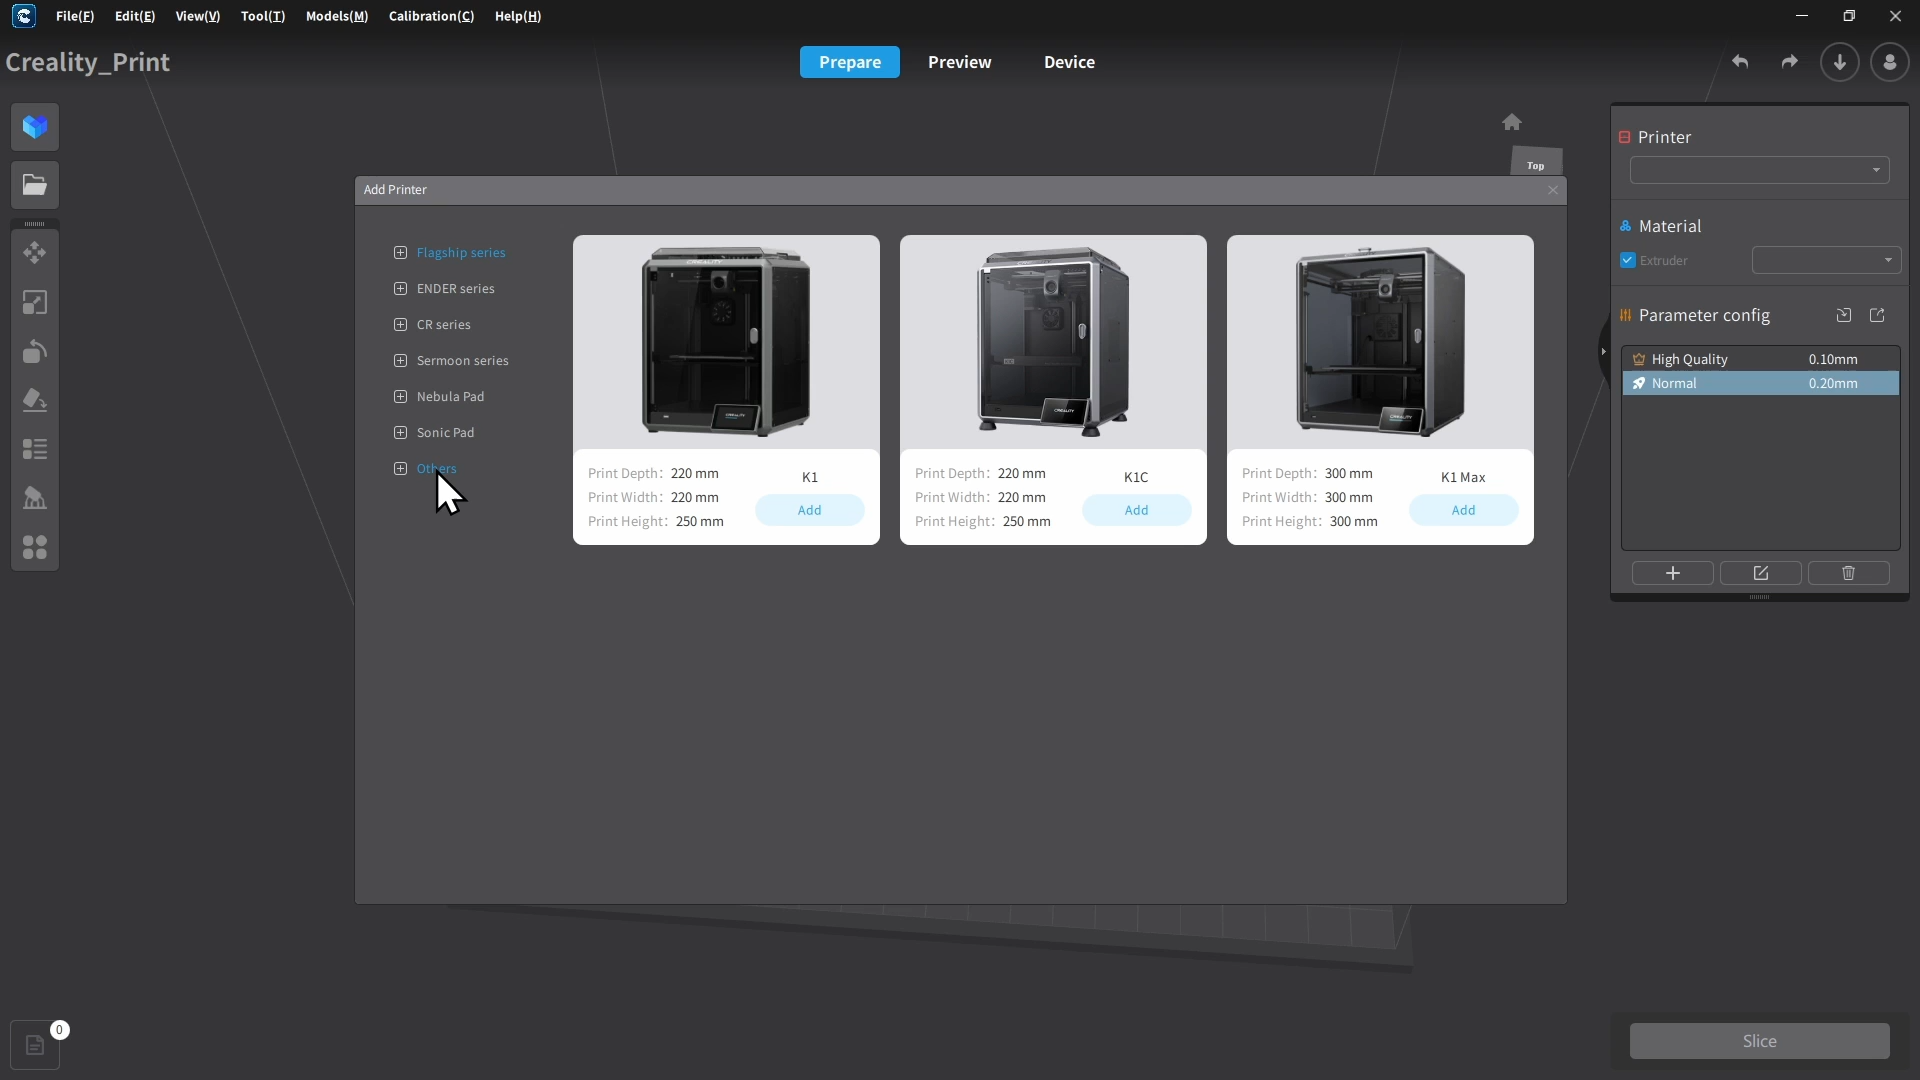 File(F) Edit(E) View(V) Tool(T) Models(M) Calibration(C) Help(H)
Creality_Print
Prepare Preview Device
Top
Add Printer
Flagship series
ENDER series
CR series
Sermoon series
Nebula Pad
Sonic Pad
Others
CREALITY
Print Depth: 220 mm
Print Width: 220 mm
Print Height: 250 mm
K1
Add
CREALITY
Print Depth: 220 mm
Print Width: 220 mm
Print Height: 250 mm
K1C
Add
CREALITY
Print Depth: 300 mm
Print Width: 300 mm
Print Height: 300 mm
K1 Max
Add
Printer
Material
Extruder
Parameter config
High Quality 0.10mm
Normal 0.20mm
0
Slice